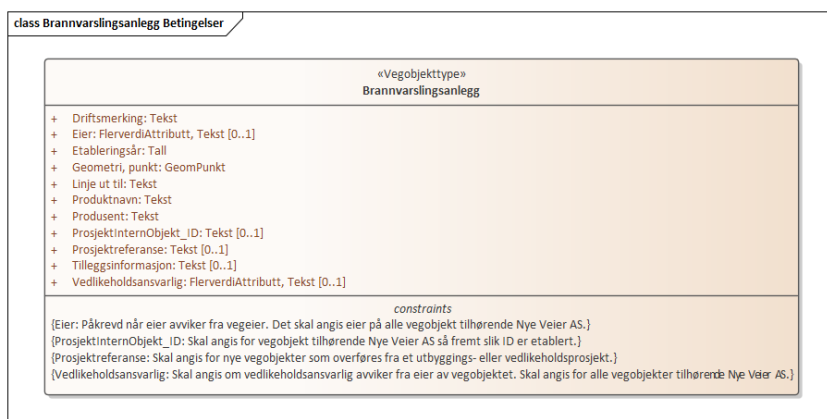 class Brannvarslingsanlegg Betingelser
«Vegobjekttype»
Brannvarslingsanlegg
+ Driftsmerking: Tekst
+ Eier: FlerverdiAttributt, Tekst [0..1]
+ Etableringsår: Tall
+ Geometri, punkt: GeomPunkt
+ Linje ut til: Tekst
+ Produktnavn: Tekst
+ Produsent: Tekst
+ ProsjektInternObjekt_ID: Tekst [0..1]
+ Prosjektreferanse: Tekst [0..1]
+ Tilleggsinformasjon: Tekst [0..1]
+ Vedlikeholdsansvarlig: FlerverdiAttributt, Tekst [0..1]
constraints
{Eier: Påkrevd når eier avviker fra vegeier. Det skal angis eier på alle vegobjekt tilhørende Nye Veier AS.}
{ProsjektInternObjekt_ID: Skal angis for vegobjekt tilhørende Nye Veier AS så fremt slik ID er etablert.}
{Prosjektreferanse: Skal angis for nye vegobjekter som overføres fra et utbyggings- eller vedlikeholdsprosjekt.}
{Vedlikeholdsansvarlig: Skal angis om vedlikeholdsansvarlig avviker fra eier av vegobjektet. Skal angis for alle vegobjekter tilhørende Nye Veier AS.}